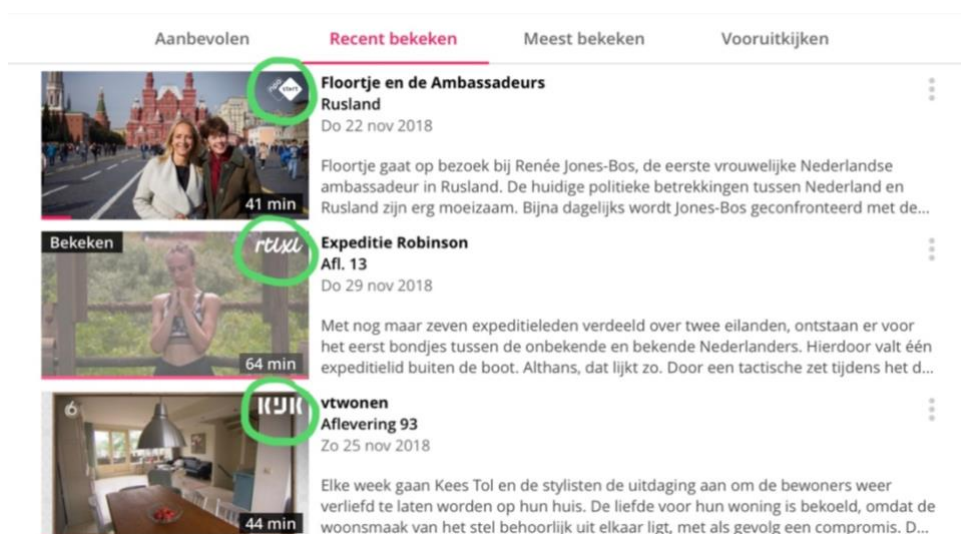 Aanbevolen Recent bekeken Meest bekeken Vooruitkijken
npo start
Floortje en de Ambassadeurs
Rusland
Do 22 nov 2018
Floortje gaat op bezoek bij Renée Jones-Bos, de eerste vrouwelijke Nederlandse
ambassadeur in Rusland. De huidige politieke betrekkingen tussen Nederland en
Rusland zijn erg moeizaam. Bijna dagelijks wordt Jones-Bos geconfronteerd met de...
41 min
Bekeken
rtlxl
Expeditie Robinson
Afl. 13
Do 29 nov 2018
Met nog maar zeven expeditieleden verdeeld over twee eilanden, ontstaan er voor
het eerst bondjes tussen de onbekende en bekende Nederlanders. Hierdoor valt één
expeditielid buiten de boot. Althans, dat lijkt zo. Door een tactische zet tijdens het d...
64 min
6
KIJK
vtwonen
Aflevering 93
Zo 25 nov 2018
Elke week gaan Kees Tol en de stylisten de uitdaging aan om de bewoners weer
verliefd te laten worden op hun huis. De liefde voor hun woning is bekoeld, omdat de
woonsmaak van het stel behoorlijk uit elkaar ligt, met als gevolg een compromis. D...
44 min